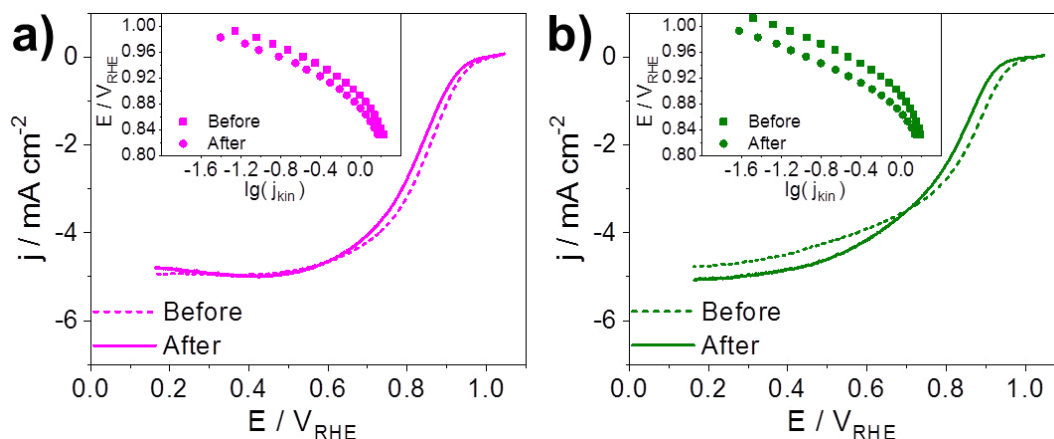 a)
1.00
0.96
0.92
0.88
0.84
0.80
E / V_RHE
Before
After
-1.6 -1.2 -0.8 -0.4 0.0
lg( j_kin )
0
-2
-4
-6
j / mA cm⁻²
Before
After
0.0 0.2 0.4 0.6 0.8 1.0
E / V_RHE
b)
1.00
0.96
0.92
0.88
0.84
0.80
E / V_RHE
Before
After
-1.6 -1.2 -0.8 -0.4 0.0
lg( j_kin )
0
-2
-4
-6
j / mA cm⁻²
Before
After
0.0 0.2 0.4 0.6 0.8 1.0
E / V_RHE